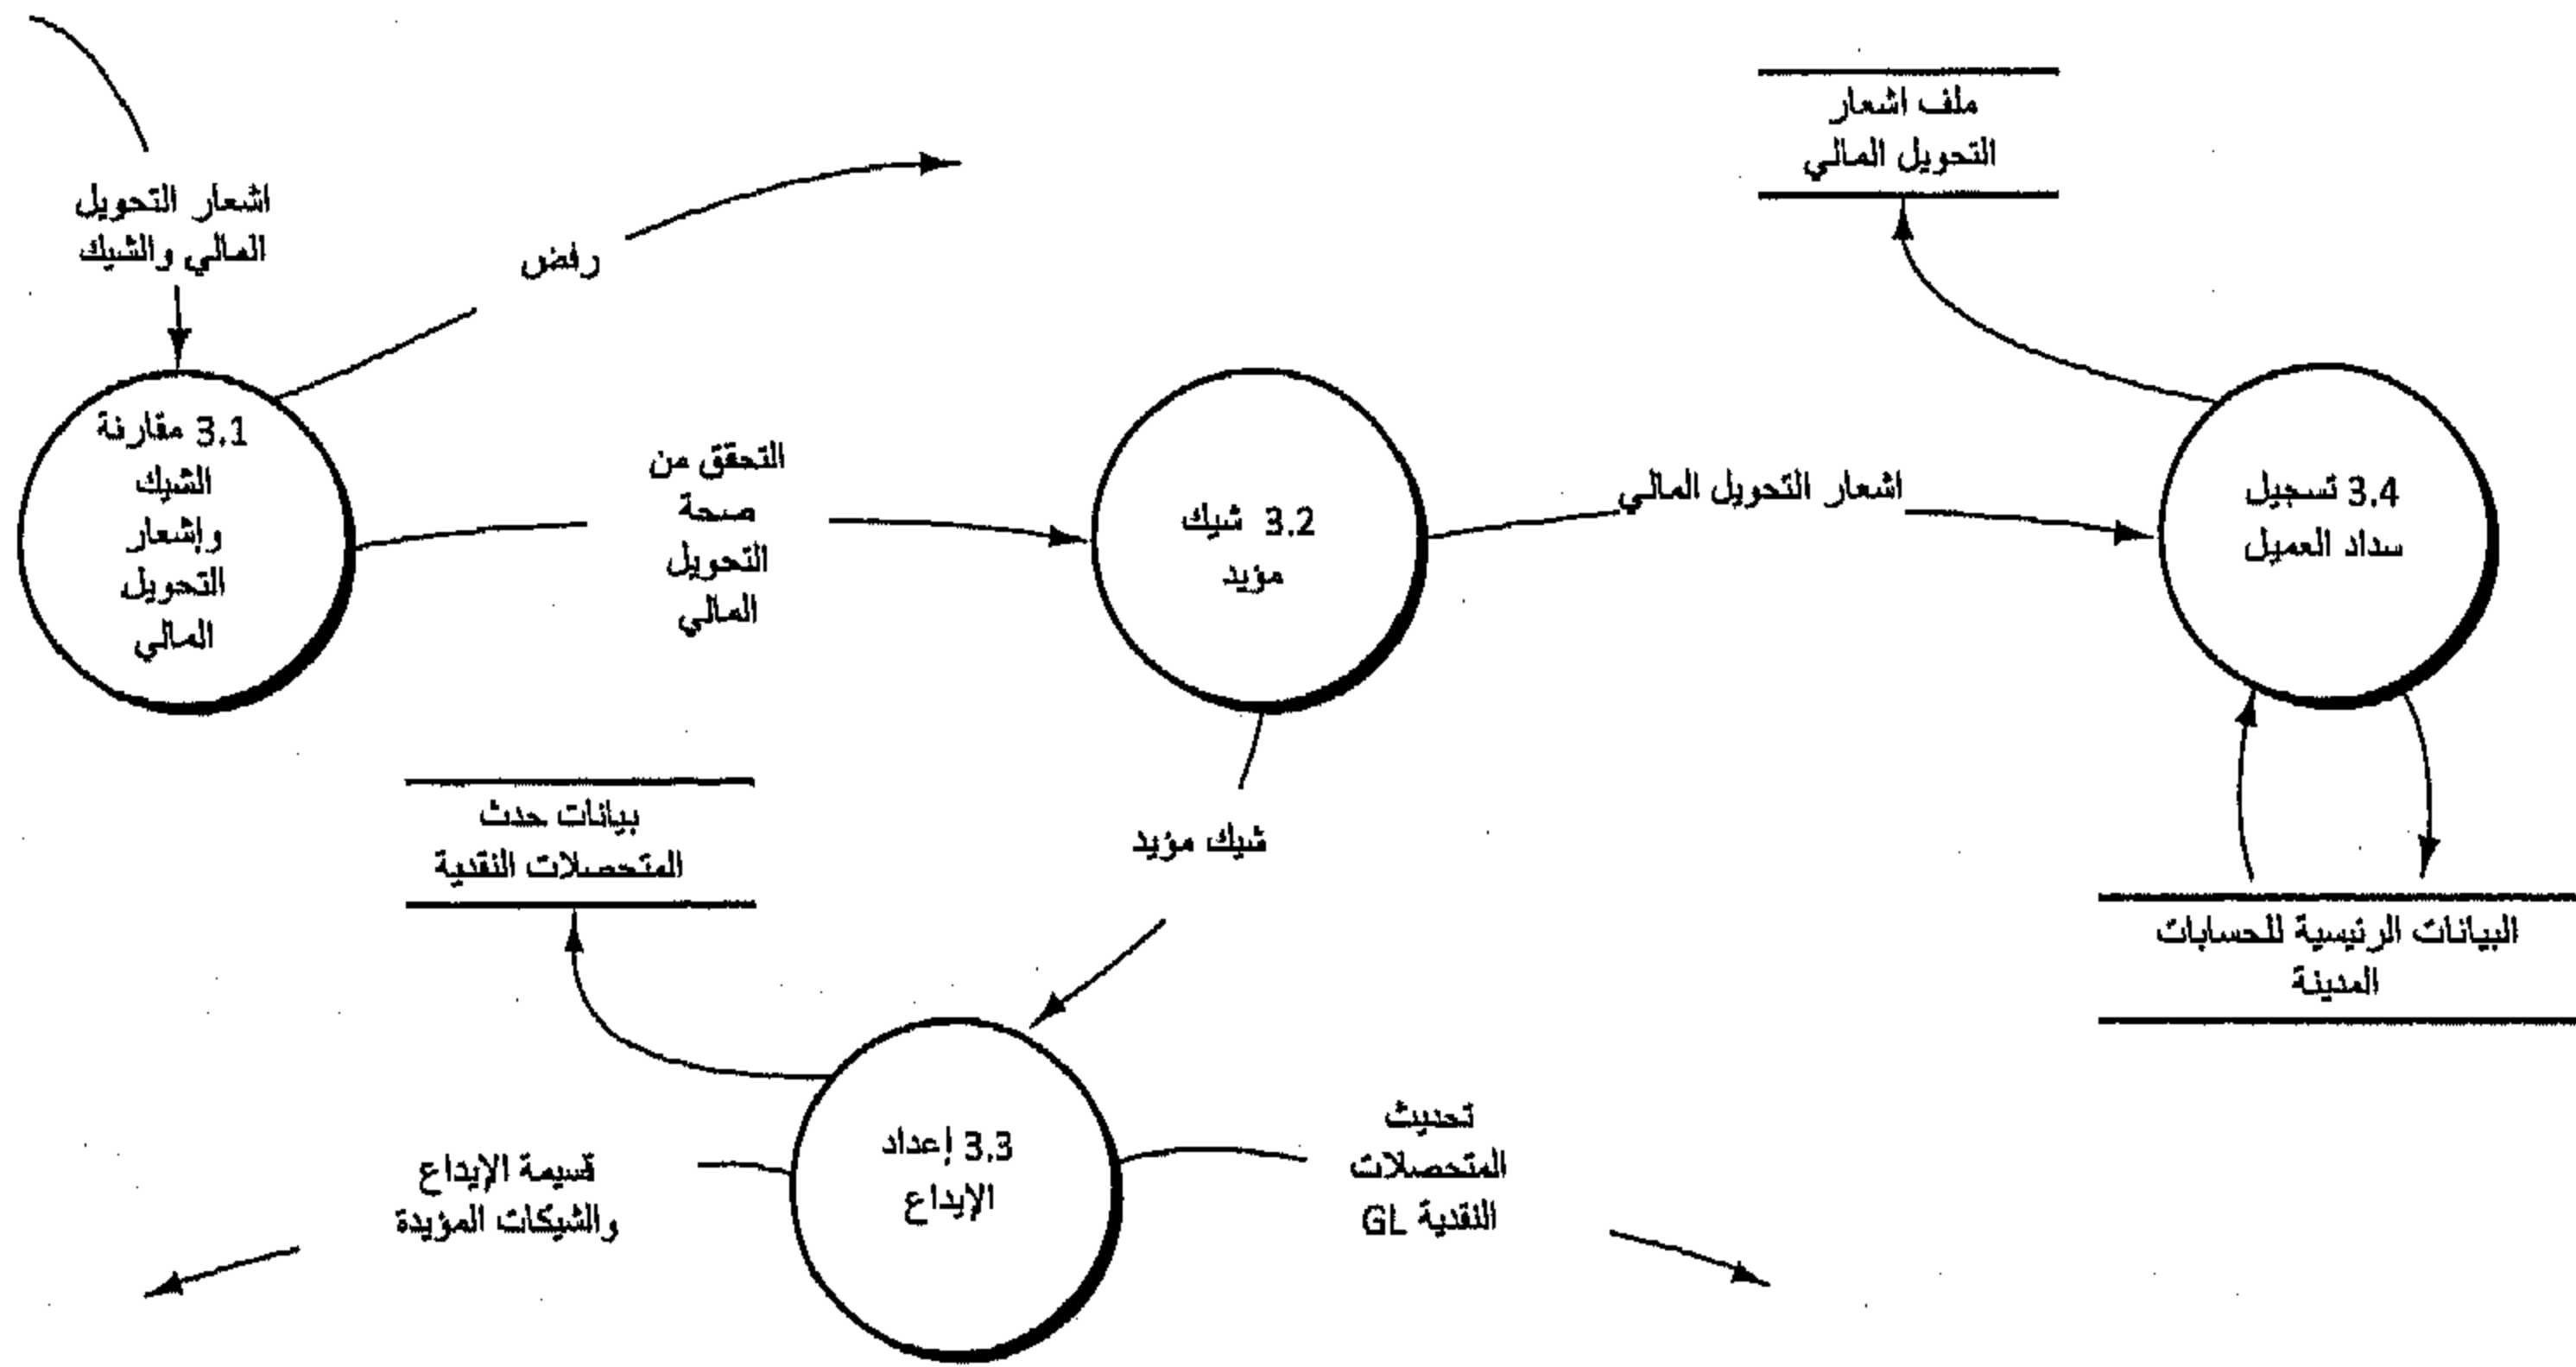 اشعار التحويل
المالي والشيك
رفض
ملف اشعار
التحويل المالي
3.1 مقارنة
الشيك
وإشعار
التحويل
المالي
التحقق من
صحة
التحويل
المالي
3.2 شيك
مؤيد
اشعار التحويل المالي
3.4 تسجيل
سداد العميل
بيانات حدث
المتحصلات النقدية
شيك مؤيد
البيانات الرئيسية للحسابات
المدينة
قسيمة الإيداع
والشيكات المؤيدة
3.3 إعداد
الإيداع
تحديث
المتحصلات
النقدية GL